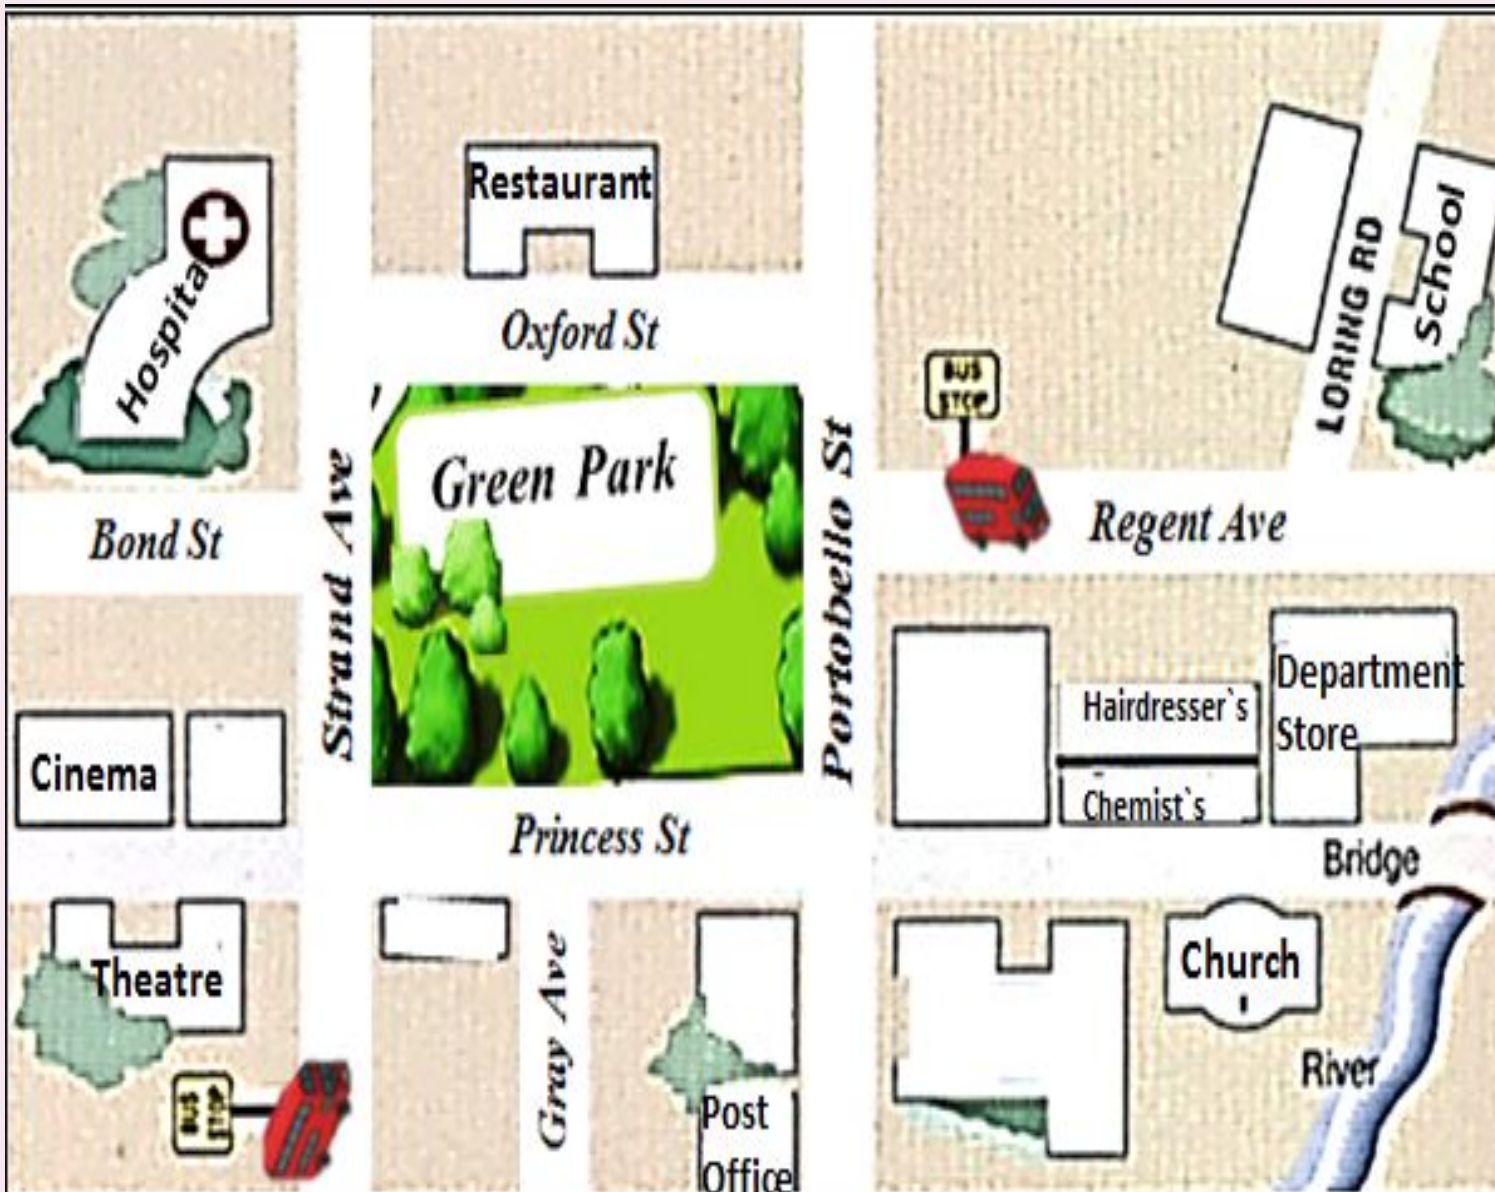 Restaurant
Hospital
School
LORING RD
Oxford St
BUS
STOP
Green Park
Bond St
Strand Ave
Portobello St
Regent Ave
Department
Store
Hairdresser`s
Chemist`s
Cinema
Princess St
Bridge
Theatre
Gray Ave
Church
River
BUS
STOP
Post
Office